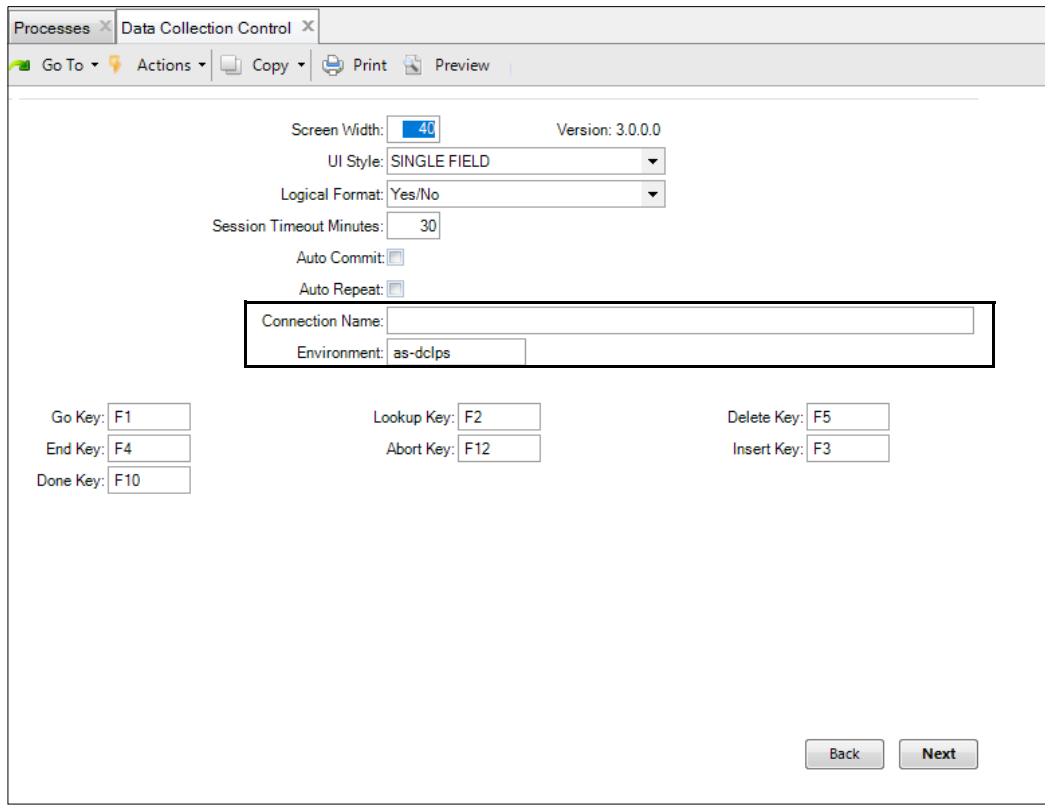 Processes Data Collection Control
Go To Actions Copy Print Preview
Screen Width: 40 Version: 3.0.0.0
UI Style: SINGLE FIELD
Logical Format: Yes/No
Session Timeout Minutes: 30
Auto Commit:
Auto Repeat:
Connection Name:
Environment: as-dclps
Go Key: F1 Lookup Key: F2 Delete Key: F5
End Key: F4 Abort Key: F12 Insert Key: F3
Done Key: F10
Back Next